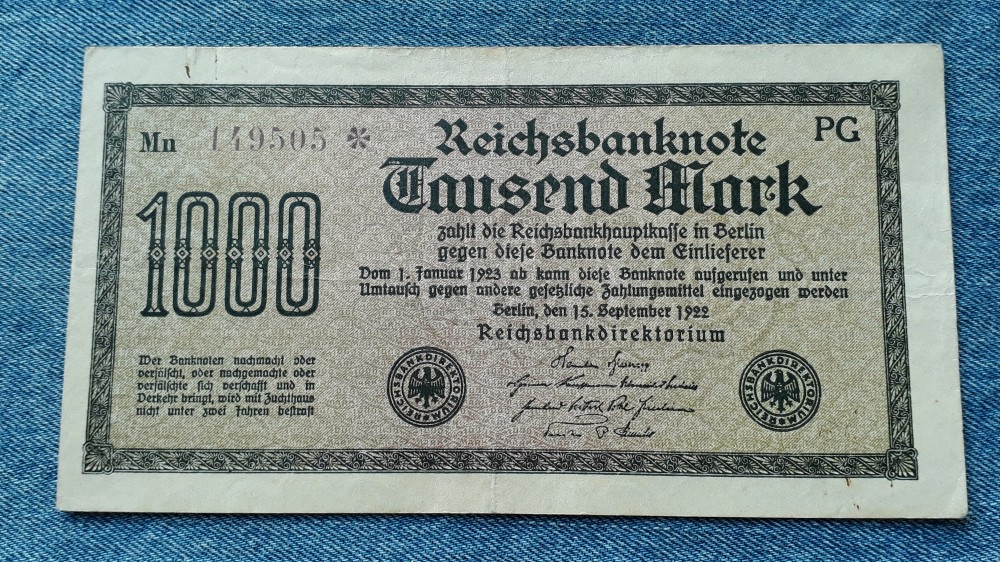 Mn 149505 *
PG
Reichsbanknote
Tausend Mark
1000
zahlt die Reichsbankhauptkasse in Berlin
gegen diese Banknote dem Einlieferer
Vom 1. Januar 1923 ab kann diese Banknote aufgerufen und unter
Umtausch gegen andere gesetzliche Zahlungsmittel eingezogen werden
Berlin, den 15. September 1922
Reichsbankdirektorium
Wer Banknoten nachmacht oder
verfälscht, oder nachgemachte oder
verfälschte sich verschafft und in
Verkehr bringt, wird mit Zuchthaus
nicht unter zwei Jahren bestraft
REICHSBANKDIREKTORIUM
REICHSBANKDIREKTORIUM